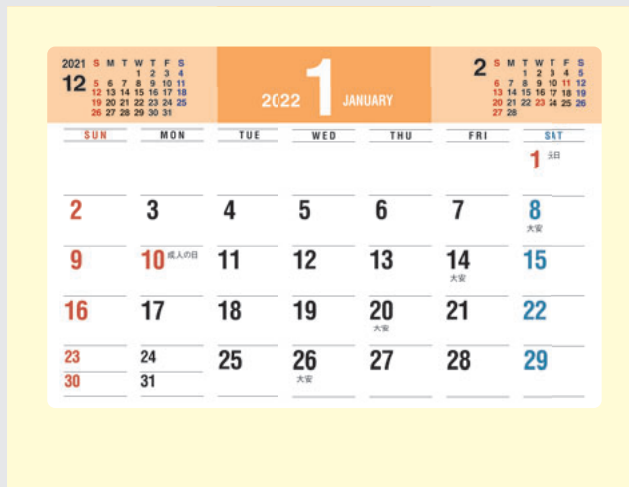 2021 S M T W T F S
12
1 2 3 4
5 6 7 8 9 10 11
12 13 14 15 16 17 18
19 20 21 22 23 24 25
26 27 28 29 30 31
2022 1 JANUARY
2 S M T W T F S
1 2 3 4 5
6 7 8 9 10 11 12
13 14 15 16 17 18 19
20 21 22 23 24 25 26
27 28
SUN MON TUE WED THU FRI SAT
1
2 3 4 5 6 7 8
大安
9 10 成人の日 11 12 13 14 15
大安
16 17 18 19 20 21 22
大安
23 24 25 26 27 28 29
大安
30 31